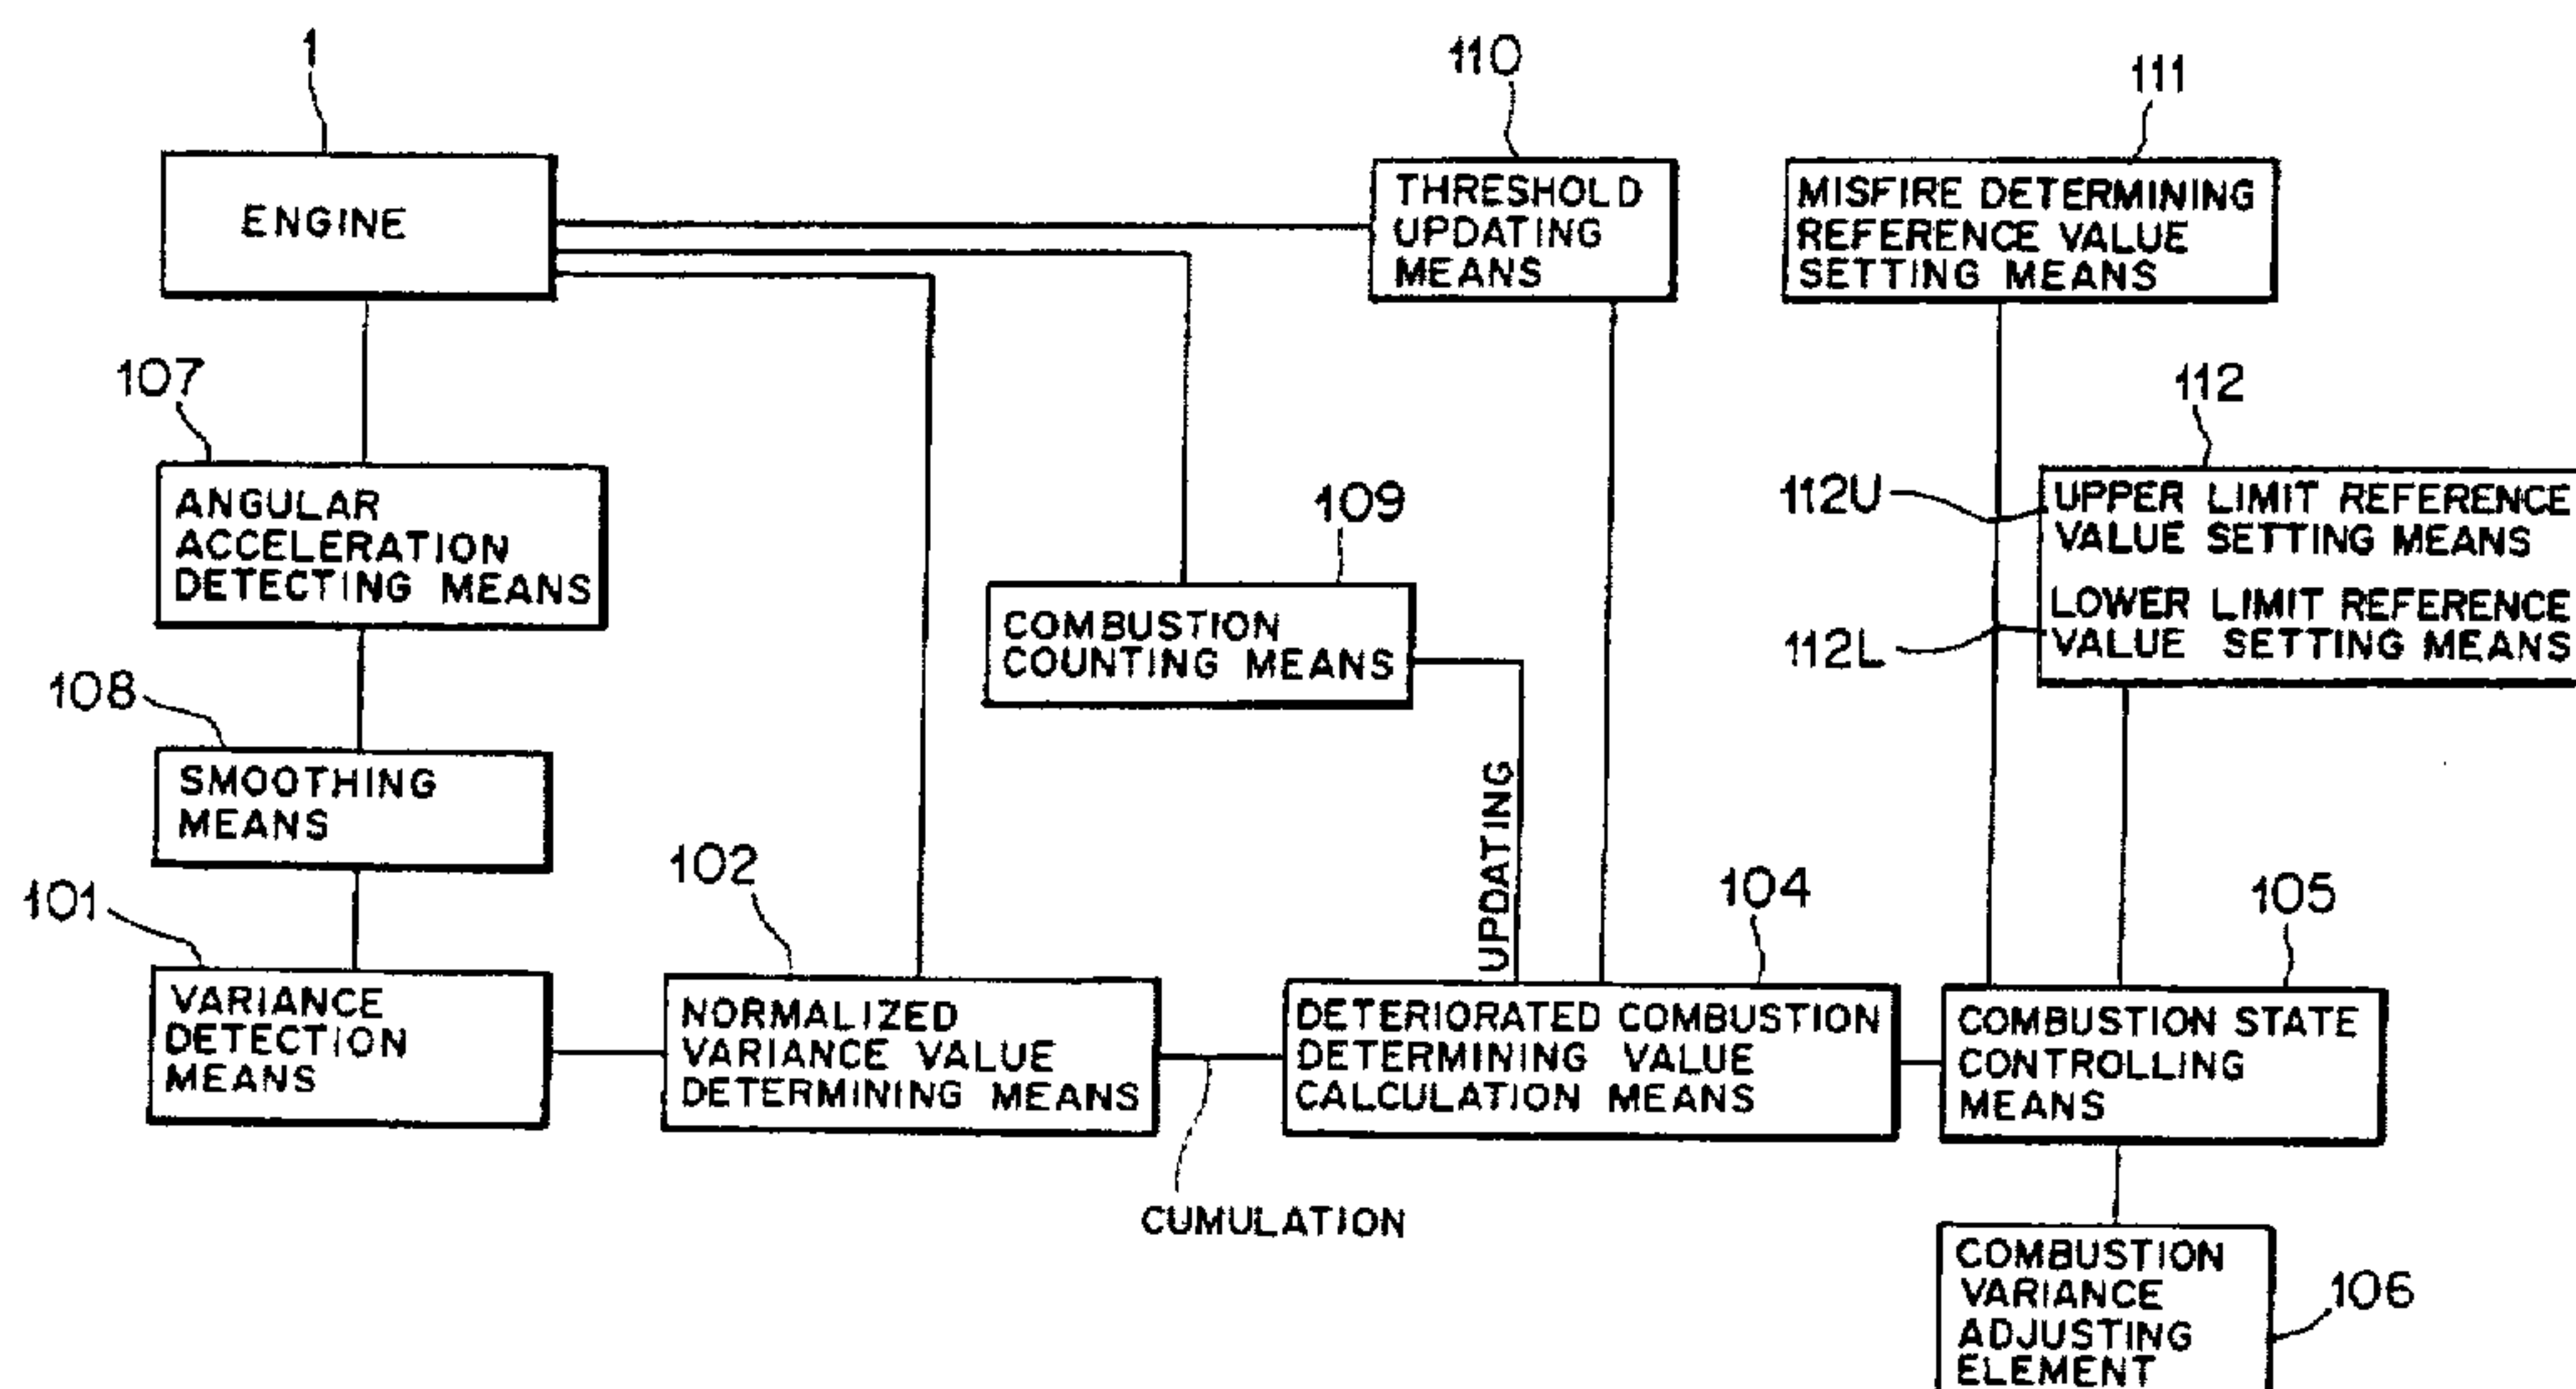 1
110
111
ENGINE
THRESHOLD
UPDATING
MEANS
MISFIRE DETERMINING
REFERENCE VALUE
SETTING MEANS
107
112
ANGULAR
ACCELERATION
DETECTING MEANS
109
112U
UPPER LIMIT REFERENCE
VALUE SETTING MEANS
112L
LOWER LIMIT REFERENCE
VALUE SETTING MEANS
COMBUSTION
COUNTING MEANS
108
SMOOTHING
MEANS
UPDATING
101
102
104
105
VARIANCE
DETECTION
MEANS
NORMALIZED
VARIANCE VALUE
DETERMINING MEANS
DETERIORATED COMBUSTION
DETERMINING VALUE
CALCULATION MEANS
COMBUSTION STATE
CONTROLLING
MEANS
CUMULATION
COMBUSTION
VARIANCE
ADJUSTING
ELEMENT
106